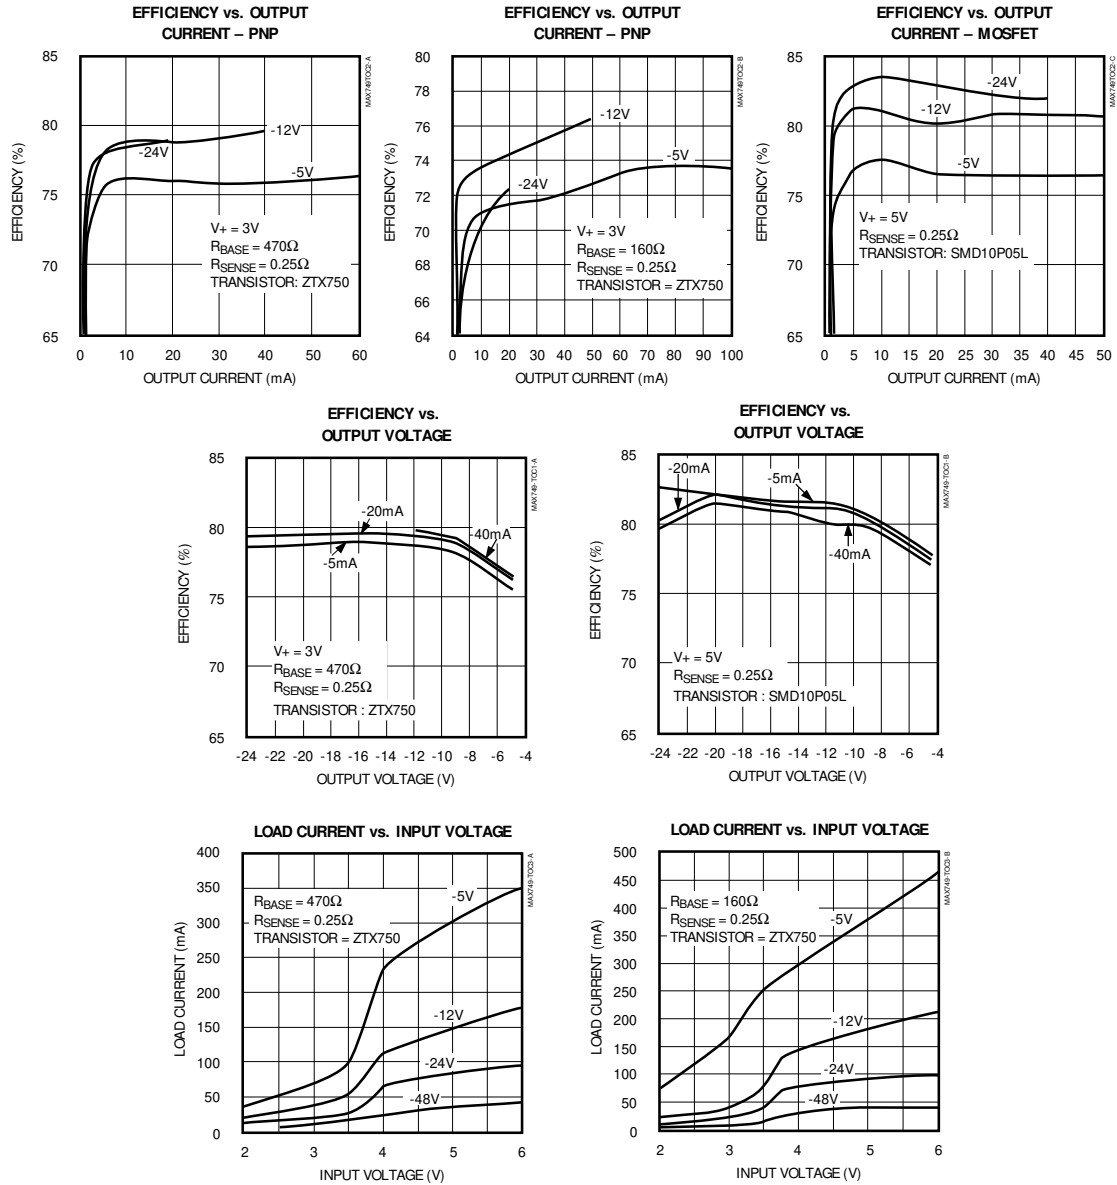 EFFICIENCY vs. OUTPUT
CURRENT – PNP
MAX749TOC2- A
85
80
75
70
65
EFFICIENCY (%)
-12V
-24V
-5V
V+ = 3V
RBASE = 470Ω
RSENSE = 0.25Ω
TRANSISTOR: ZTX750
0 10 20 30 40 50 60
OUTPUT CURRENT (mA)
EFFICIENCY vs. OUTPUT
CURRENT – PNP
MAX749TOC2- B
80
78
76
74
72
70
68
66
64
EFFICIENCY (%)
-12V
-5V
-24V
V+ = 3V
RBASE = 160Ω
RSENSE = 0.25Ω
TRANSISTOR = ZTX750
0 10 20 30 40 50 60 70 80 90 100
OUTPUT CURRENT (mA)
EFFICIENCY vs. OUTPUT
CURRENT – MOSFET
MAX749TOC2- C
85
80
75
70
65
EFFICIENCY (%)
-24V
-12V
-5V
V+ = 5V
RSENSE = 0.25Ω
TRANSISTOR: SMD10P05L
0 5 10 15 20 25 30 35 40 45 50
OUTPUT CURRENT (mA)
EFFICIENCY vs.
OUTPUT VOLTAGE
MAX749-TOC1-A
85
80
75
70
65
EFFICIENCY (%)
-20mA
-40mA
-5mA
V+ = 3V
RBASE = 470Ω
RSENSE = 0.25Ω
TRANSISTOR : ZTX750
-24 -22 -20 -18 -16 -14 -12 -10 -8 -6 -4
OUTPUT VOLTAGE (V)
EFFICIENCY vs.
OUTPUT VOLTAGE
MAX749-TOC1-B
85
80
75
70
65
EFFICIENCY (%)
-20mA
-5mA
-40mA
V+ = 5V
RSENSE = 0.25Ω
TRANSISTOR : SMD10P05L
-24 -22 -20 -16 -14 -12 -10 -8 -6 -4
OUTPUT VOLTAGE (V)
LOAD CURRENT vs. INPUT VOLTAGE
MAX749-TOC3-A
400
350
300
250
200
150
100
50
0
LOAD CURRENT (mA)
RBASE = 470Ω
RSENSE = 0.25Ω
TRANSISTOR = ZTX750
-5V
-12V
-24V
-48V
2 3 4 5 6
INPUT VOLTAGE (V)
LOAD CURRENT vs. INPUT VOLTAGE
MAX749-TOC3-B
500
450
400
350
300
250
200
150
100
50
0
LOAD CURRENT (mA)
RBASE = 160Ω
RSENSE = 0.25Ω
TRANSISTOR = ZTX750
-5V
-12V
-24V
-48V
2 3 4 5 6
INPUT VOLTAGE (V)